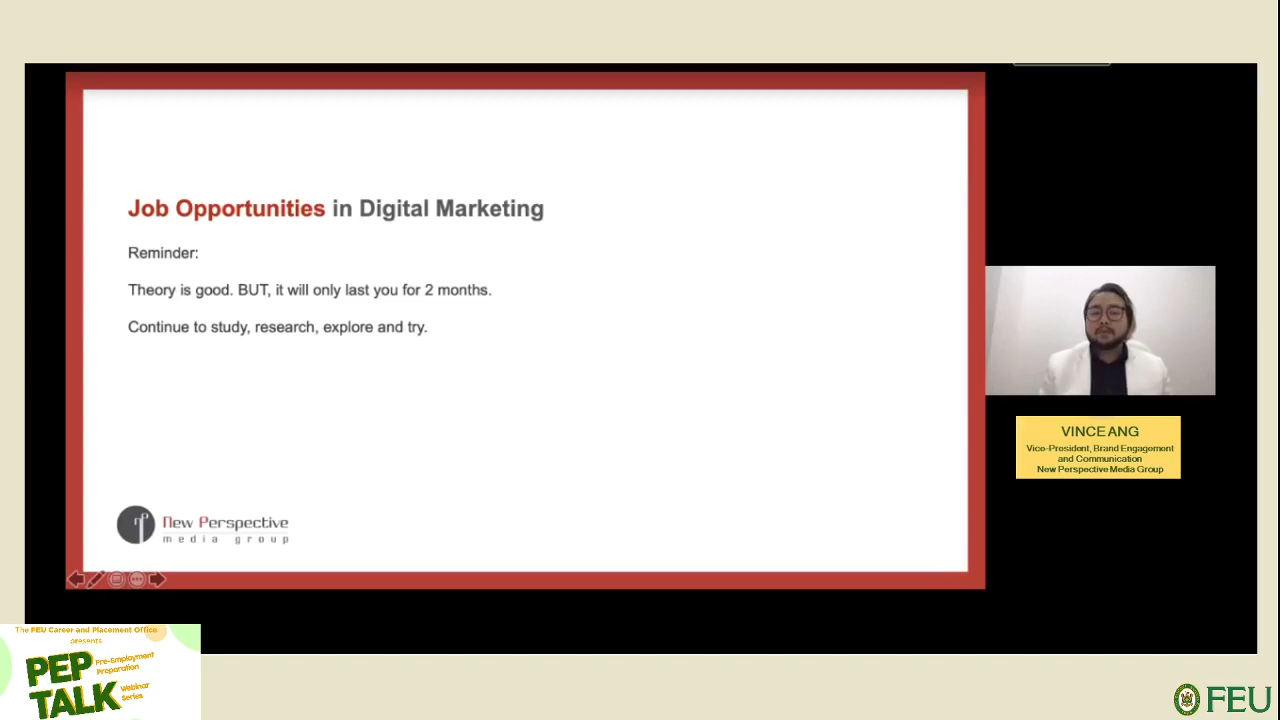 Job Opportunities in Digital Marketing
Reminder:
Theory is good. BUT, it will only last you for 2 months.
Continue to study, research, explore and try.
New Perspective
media group
VINCE ANG
Vice-President, Brand Engagement
and Communication
New Perspective Media Group
The FEU Career and Placement Office
presents
PEP
TALK
Pre-Employment
Preparation
Webinar
Series
FEU